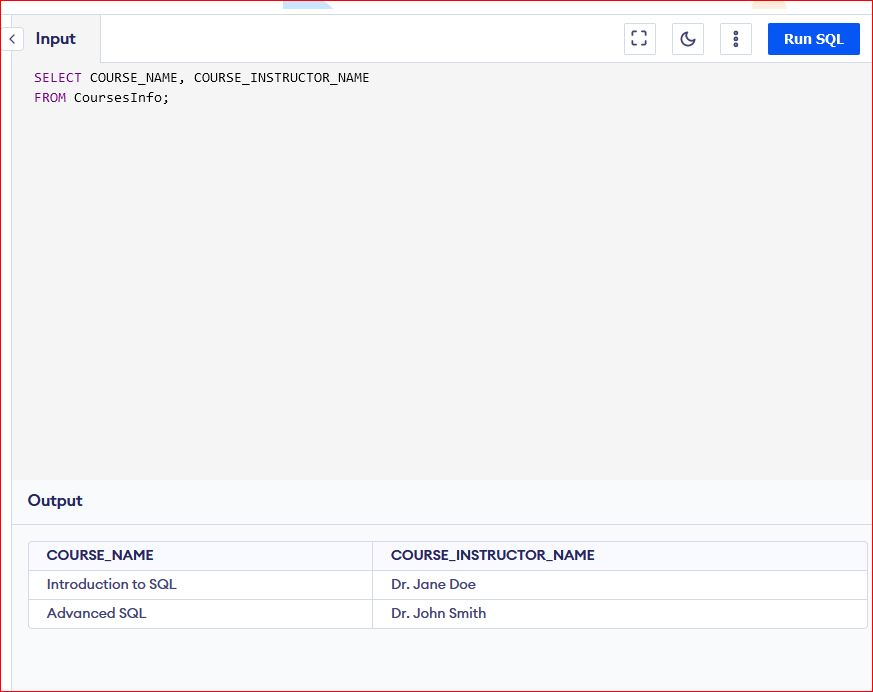 Input
Run SQL
SELECT COURSE_NAME, COURSE_INSTRUCTOR_NAME
FROM CoursesInfo;
Output
COURSE_NAME COURSE_INSTRUCTOR_NAME
Introduction to SQL Dr. Jane Doe
Advanced SQL Dr. John Smith